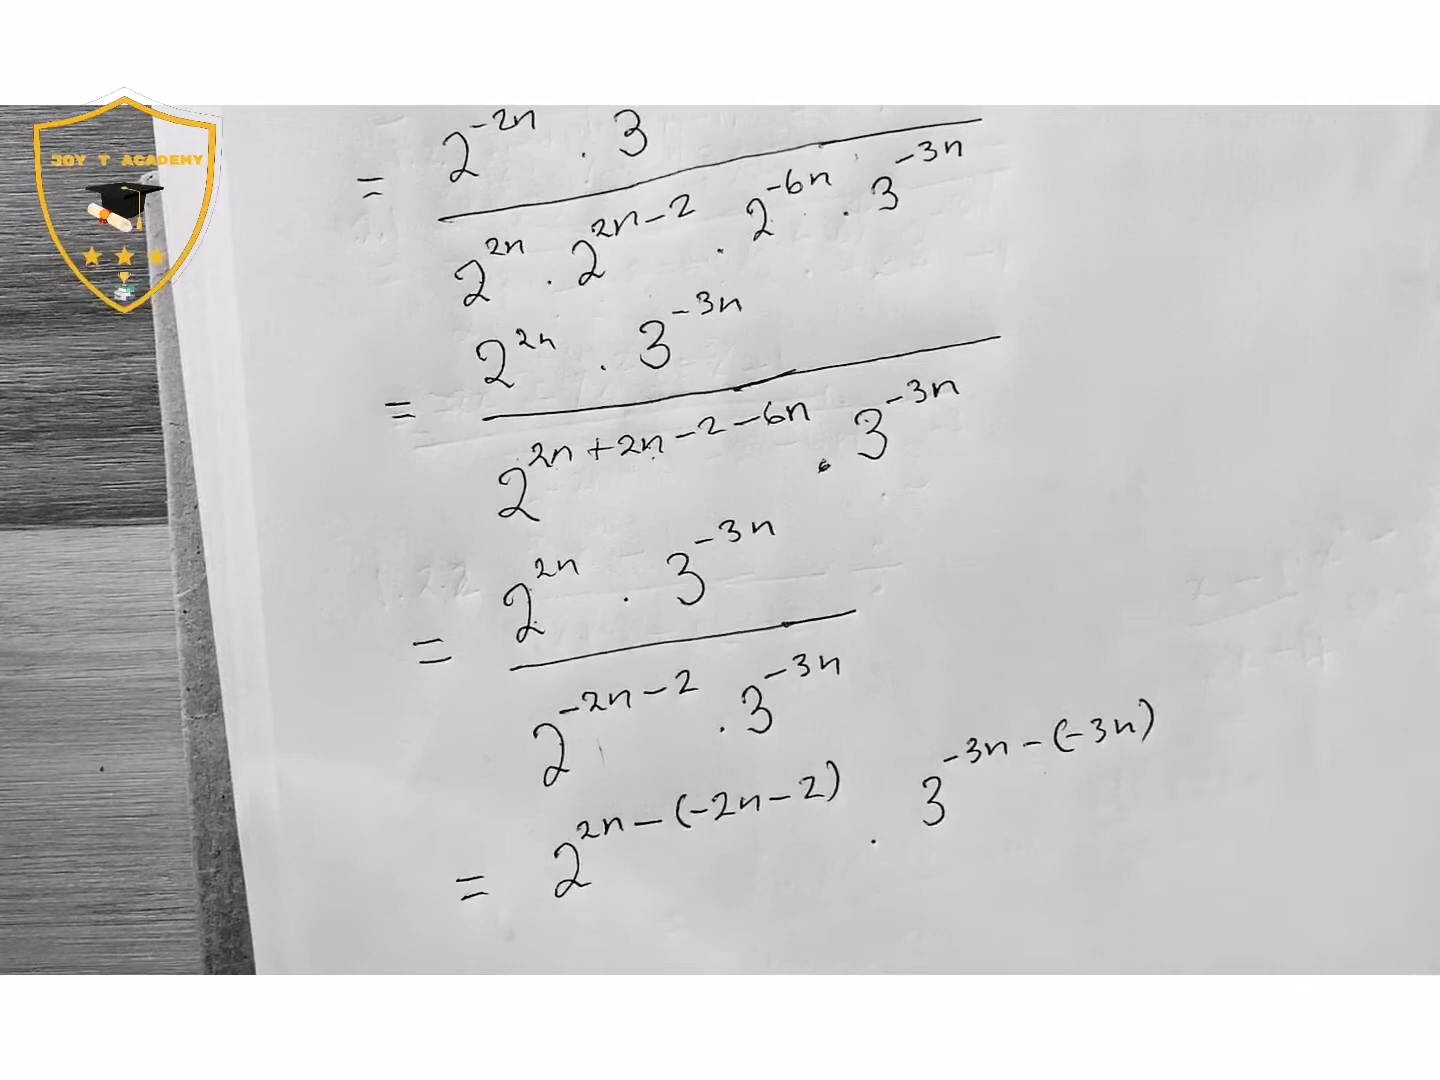 JOY T ACADEMY
= 2^{-2n} . 3 / 2^{2n} . 2^{2n-2} . 2^{-6n} . 3^{-3n}
= 2^{2n} . 3^{-3n} / 2^{2n+2n-2-6n} . 3^{-3n}
= 2^{2n} . 3^{-3n} / 2^{-2n-2} . 3^{-3n}
= 2^{2n-(-2n-2)} . 3^{-3n-(-3n)}